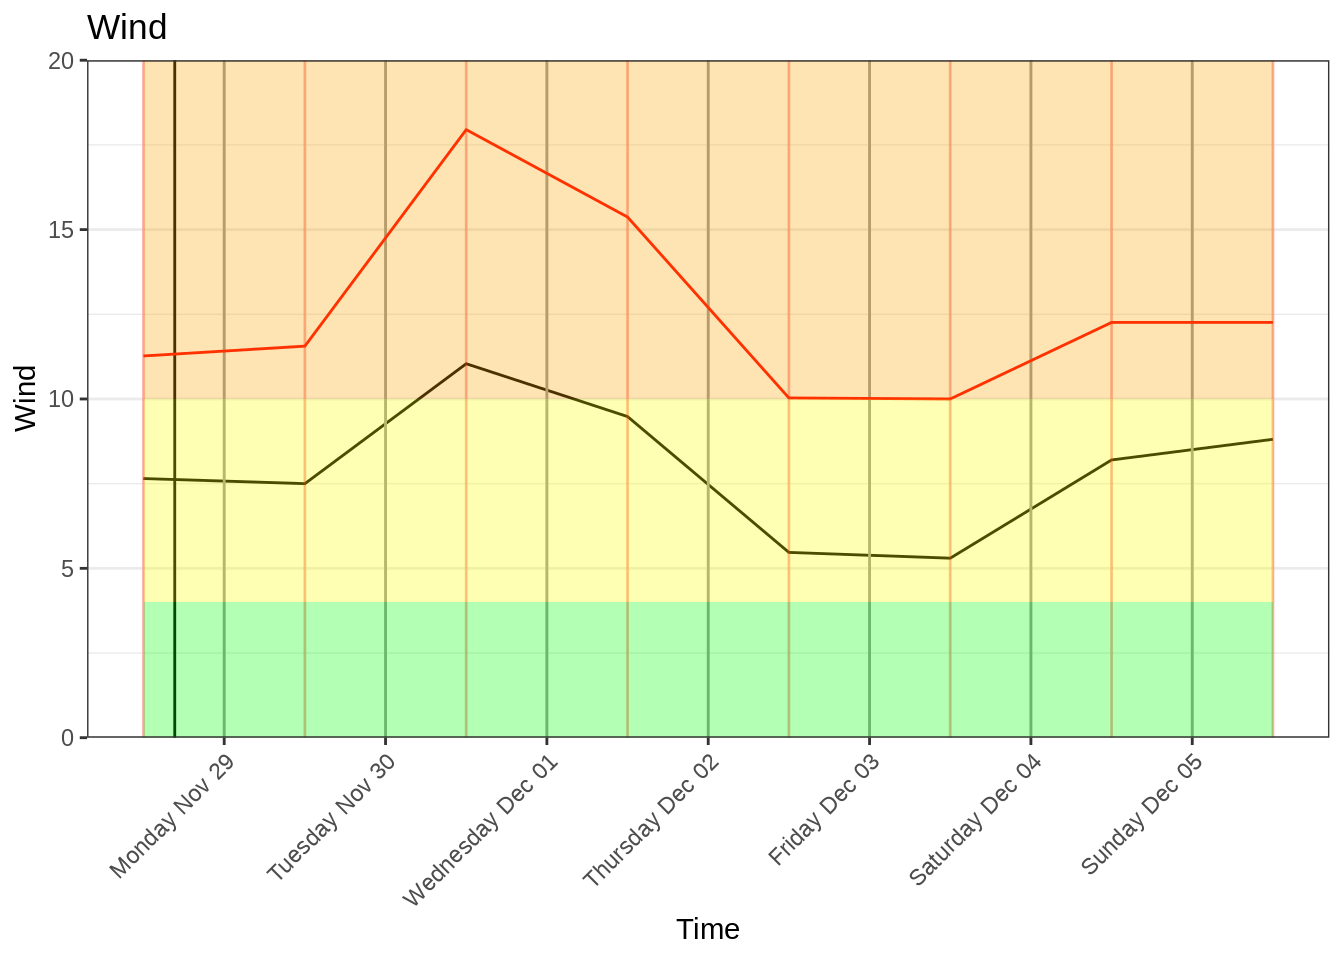 Wind
20
15
10
5
0
Wind
Monday Nov 29
Tuesday Nov 30
Wednesday Dec 01
Thursday Dec 02
Friday Dec 03
Saturday Dec 04
Sunday Dec 05
Time